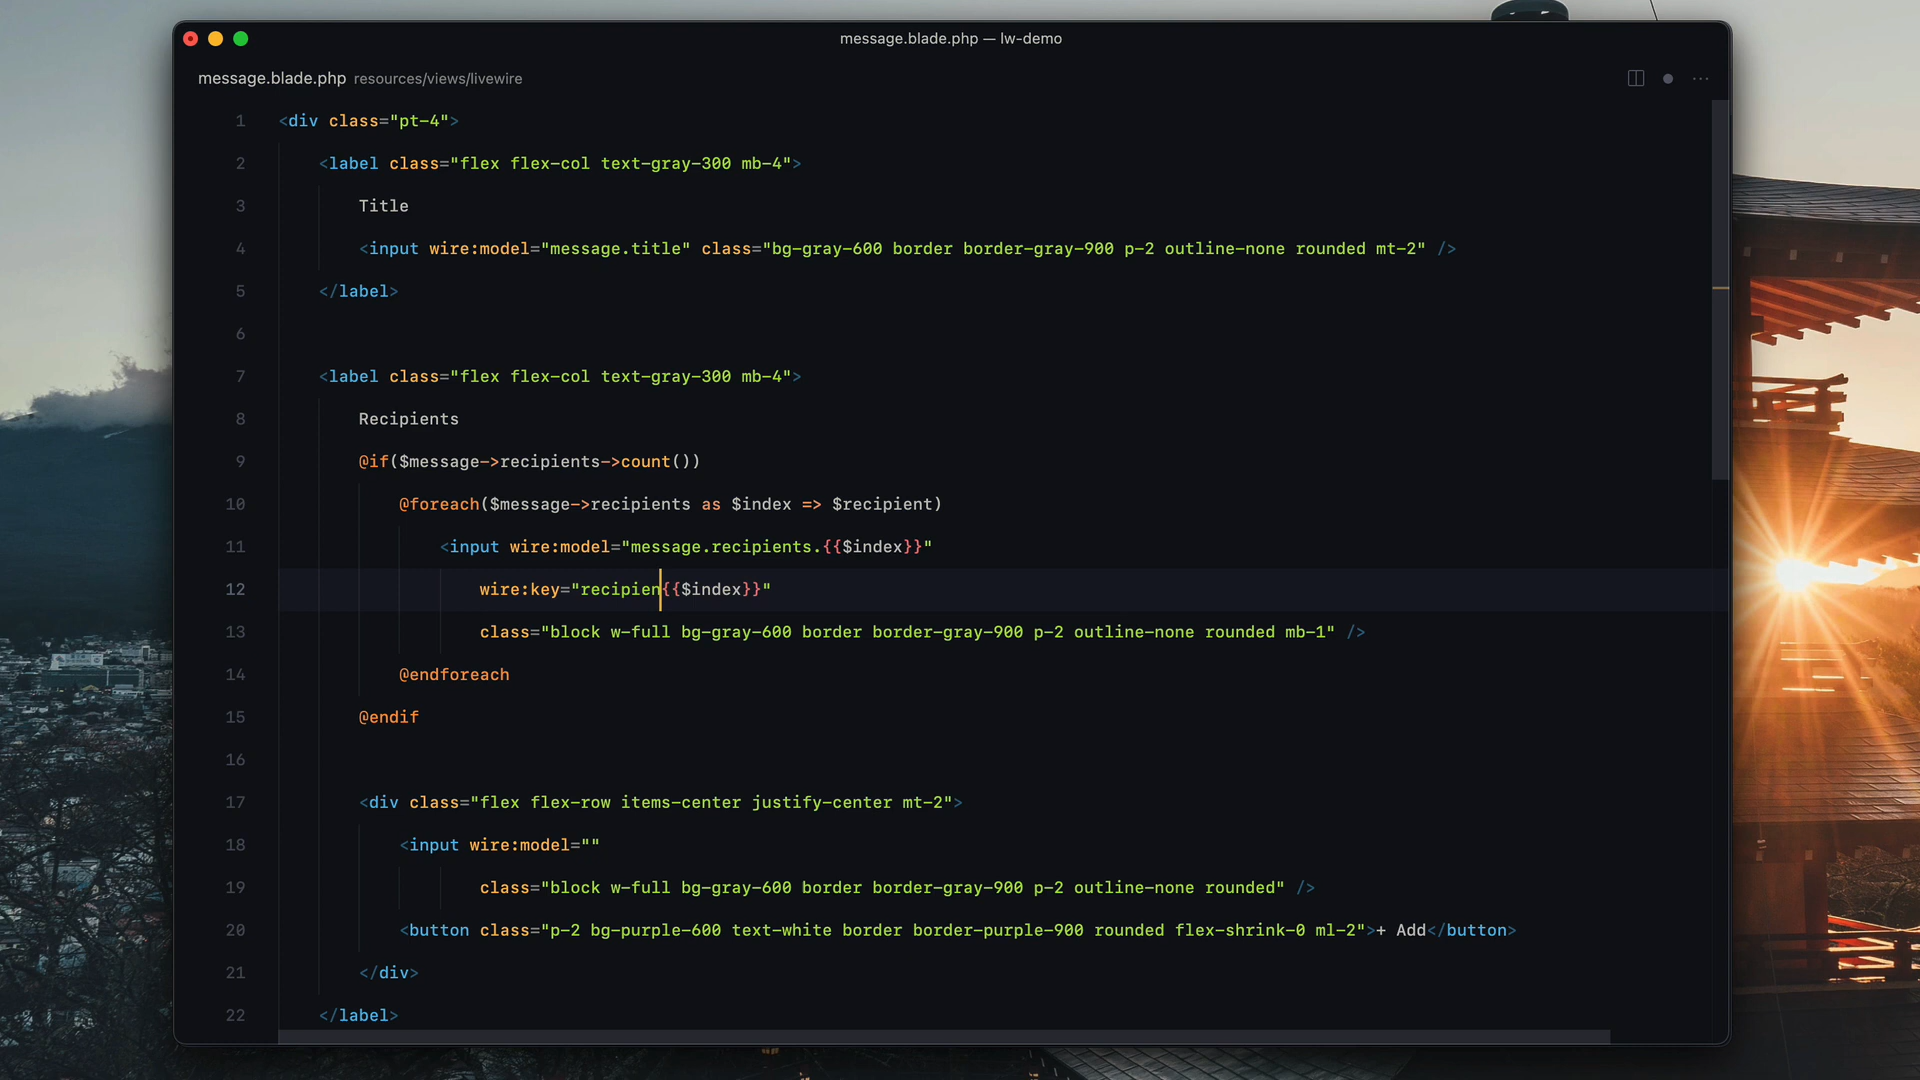 message.blade.php — lw-demo
message.blade.php resources/views/livewire
1 <div class="pt-4">
2 <label class="flex flex-col text-gray-300 mb-4">
3 Title
4 <input wire:model="message.title" class="bg-gray-600 border border-gray-900 p-2 outline-none rounded mt-2" />
5 </label>
6
7 <label class="flex flex-col text-gray-300 mb-4">
8 Recipients
9 @if($message->recipients->count())
10 @foreach($message->recipients as $index => $recipient)
11 <input wire:model="message.recipients.{{$index}}"
12 wire:key="recipien{{$index}}"
13 class="block w-full bg-gray-600 border border-gray-900 p-2 outline-none rounded mb-1" />
14 @endforeach
15 @endif
16
17 <div class="flex flex-row items-center justify-center mt-2">
18 <input wire:model=""
19 class="block w-full bg-gray-600 border border-gray-900 p-2 outline-none rounded" />
20 <button class="p-2 bg-purple-600 text-white border border-purple-900 rounded flex-shrink-0 ml-2">+ Add</button>
21 </div>
22 </label>